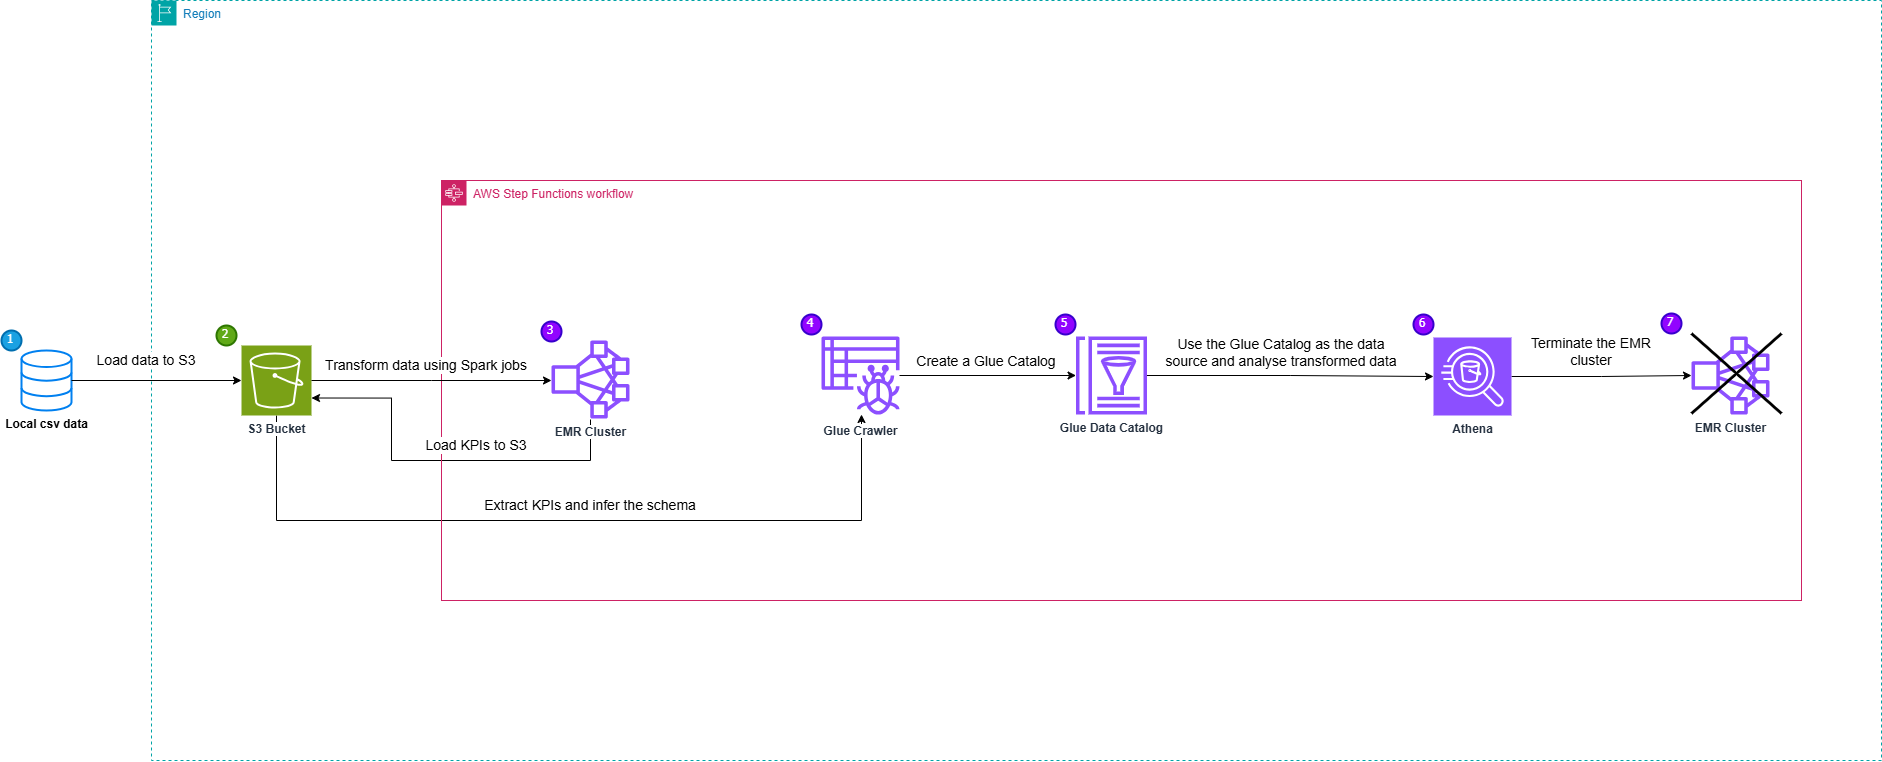 Region
AWS Step Functions workflow
1
Local csv data
Load data to S3
2
S3 Bucket
Transform data using Spark jobs
3
EMR Cluster
Load KPIs to S3
Extract KPIs and infer the schema
4
Glue Crawler
Create a Glue Catalog
5
Glue Data Catalog
Use the Glue Catalog as the data
source and analyse transformed data
6
Athena
Terminate the EMR
cluster
7
EMR Cluster